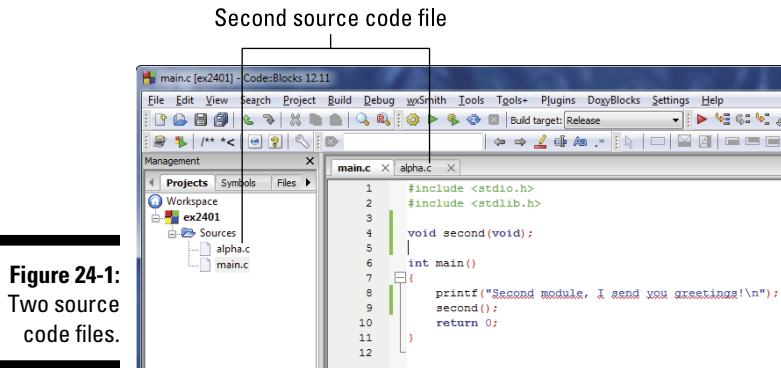 Second source code file
main.c [ex2401] - Code::Blocks 12.11
File Edit View Search Project Build Debug wxSmith Tools Tools+ Plugins DoxyBlocks Settings Help
Build target: Release
/** *<
Management X
main.c X alpha.c X
Projects Symbols Files
Workspace
ex2401
Sources
alpha.c
main.c
1 #include <stdio.h>
2 #include <stdlib.h>
3
4 void second(void);
5
6 int main()
7 {
8 printf("Second module, I send you greetings!\n");
9 second();
10 return 0;
11 }
12
Figure 24-1:
Two source
code files.